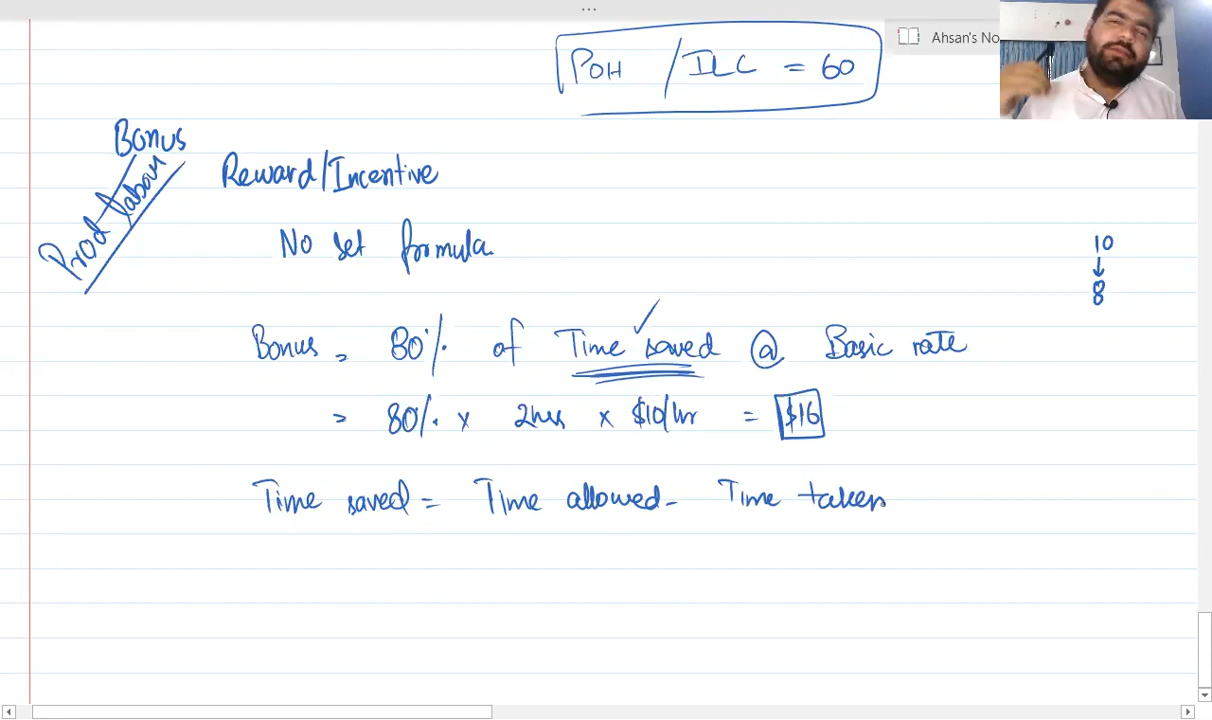 ...
Ahsan's No
POH / ILC = 60
Bonus
Prod labour
Reward/Incentive
No set formula
10
↓
8
Bonus = 80% of Time saved @ Basic rate
= 80% x 2hrs x $10/hr = $16
Time saved = Time allowed - Time taken